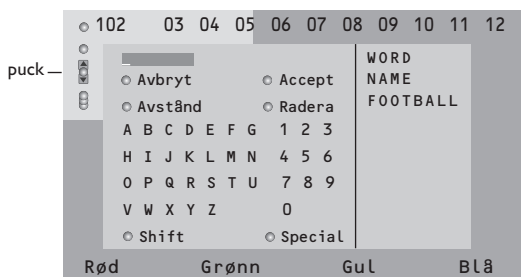 102 03 04 05 06 07 08 09 10 11 12
puck
WORD
NAME
FOOTBALL
Avbryt Accept
Avstånd Radera
A B C D E F G 1 2 3
H I J K L M N 4 5 6
O P Q R S T U 7 8 9
V W X Y Z 0
Shift Special
Rød Grønn Gul Blå